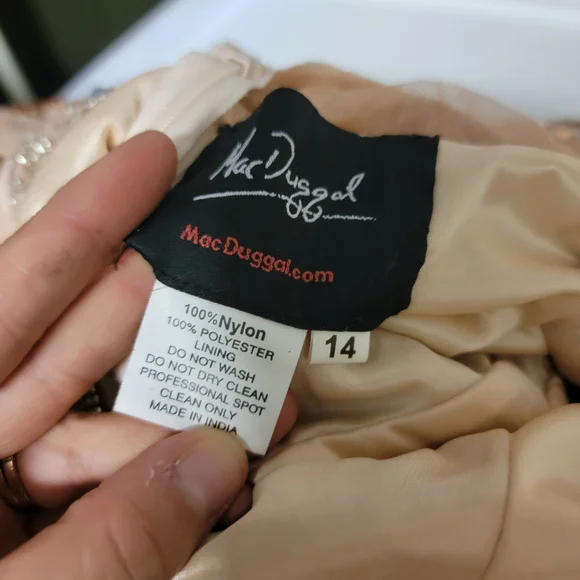 Mac Duggal
MacDuggal.com
100%Nylon
100% POLYESTER
LINING
DO NOT WASH
DO NOT DRY CLEAN
PROFESSIONAL SPOT
CLEAN ONLY
MADE IN INDIA
14